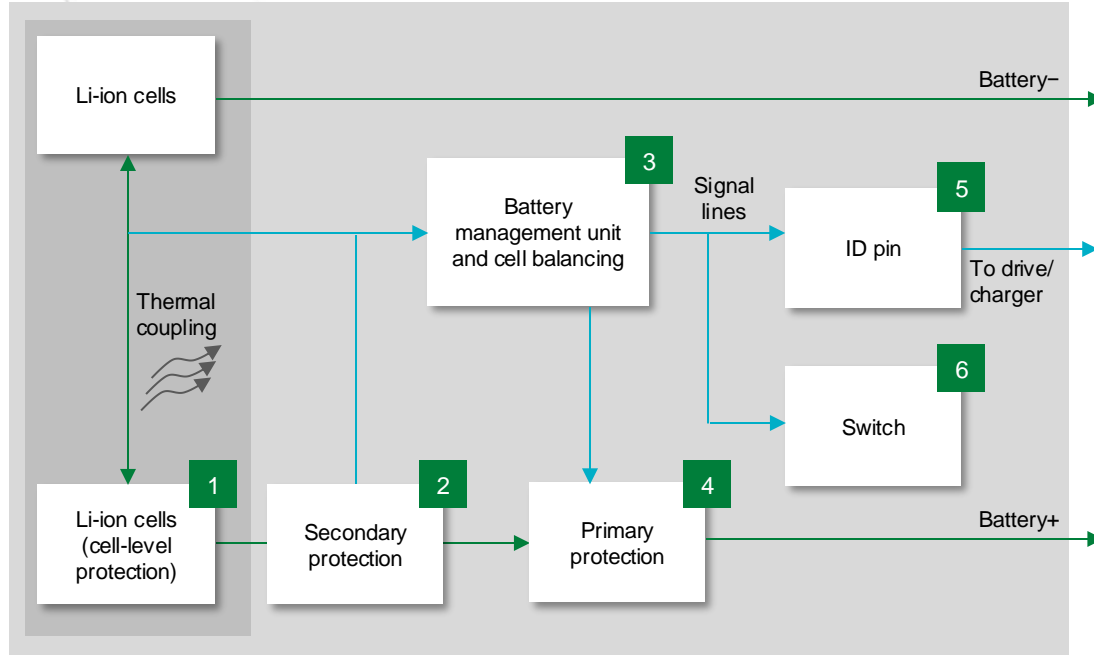 Li-ion cells
Battery−
3
Battery
management unit
and cell balancing
Signal
lines
5
ID pin
To drive/
charger
Thermal
coupling
6
Switch
1
Li-ion cells
(cell-level
protection)
2
Secondary
protection
4
Primary
protection
Battery+